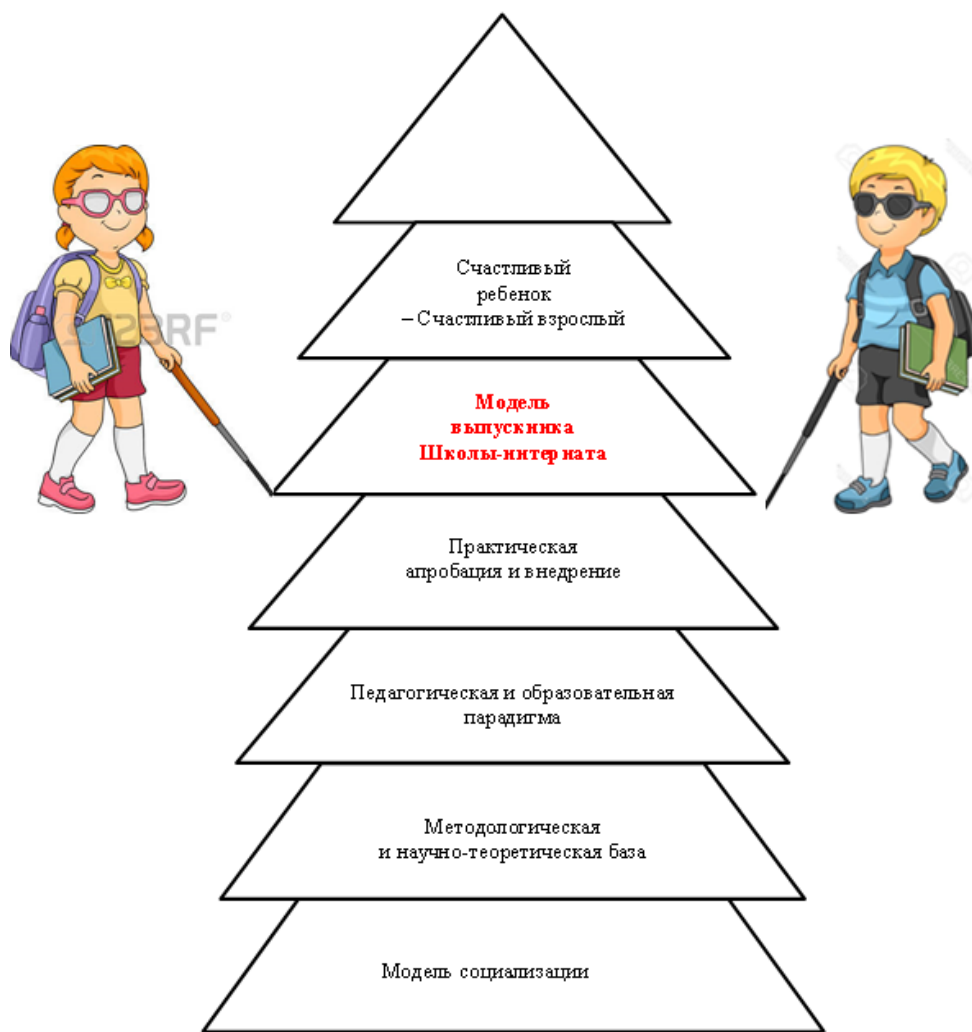 Счастливый
ребенок
– Счастливый взрослый
Модель
выпускника
Школы-интерната
Практическая
апробация и внедрение
Педагогическая и образовательная
парадигма
Методологическая
и научно-теоретическая база
Модель социализации